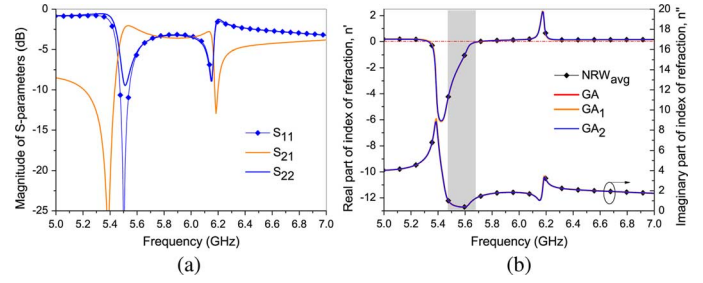 Magnitude of S-parameters (dB)
0
-5
-10
-15
-20
-25
S11
S21
S22
5.0 5.2 5.4 5.6 5.8 6.0 6.2 6.4 6.6 6.8 7.0
Frequency (GHz)
(a)
Real part of index of refraction, n'
2
0
-2
-4
-6
-8
-10
-12
NRWavg
GA
GA1
GA2
20
18
16
14
12
10
8
6
4
2
0
Imaginary part of index of refraction, n"
5.0 5.2 5.4 5.6 5.8 6.0 6.2 6.4 6.6 6.8 7.0
Frequency (GHz)
(b)